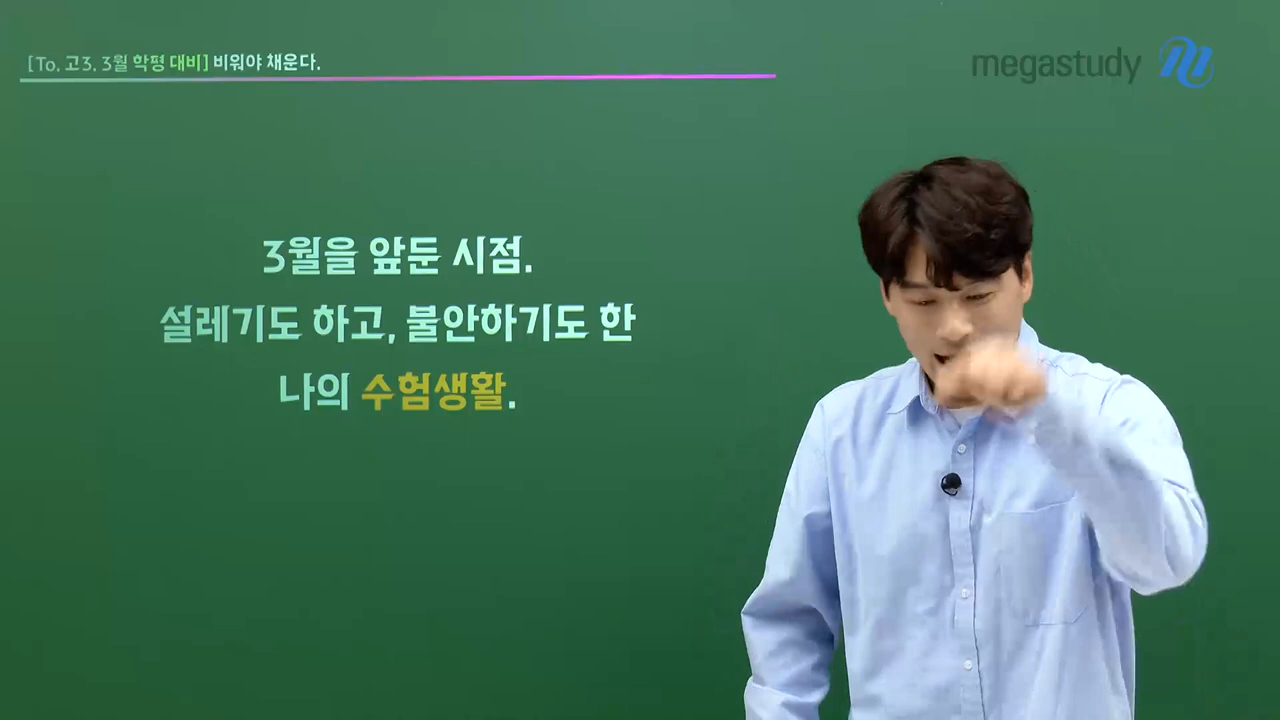 [To. 고3. 3월 학평 대비] 비워야 채운다.
megastudy
3월을 앞둔 시점.
설레기도 하고, 불안하기도 한
나의 수험생활.